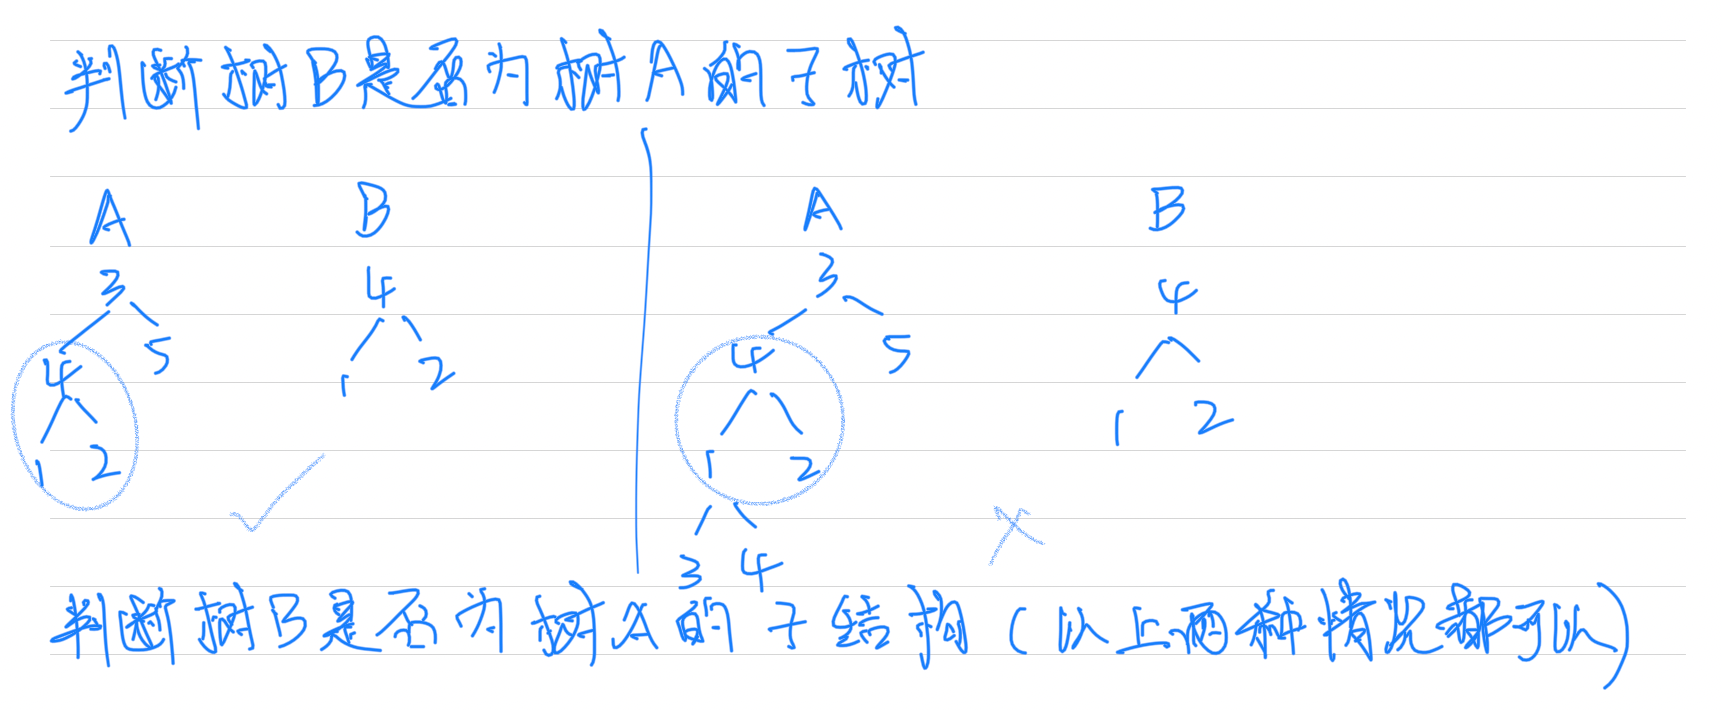 判断树B是否为树A的子树
A B A B
3 4 3 4
4 5 1 2 4 5 1 2
1 2 1 2
3 4
判断树B是否为树A的子结构（以上两种情况都可以）